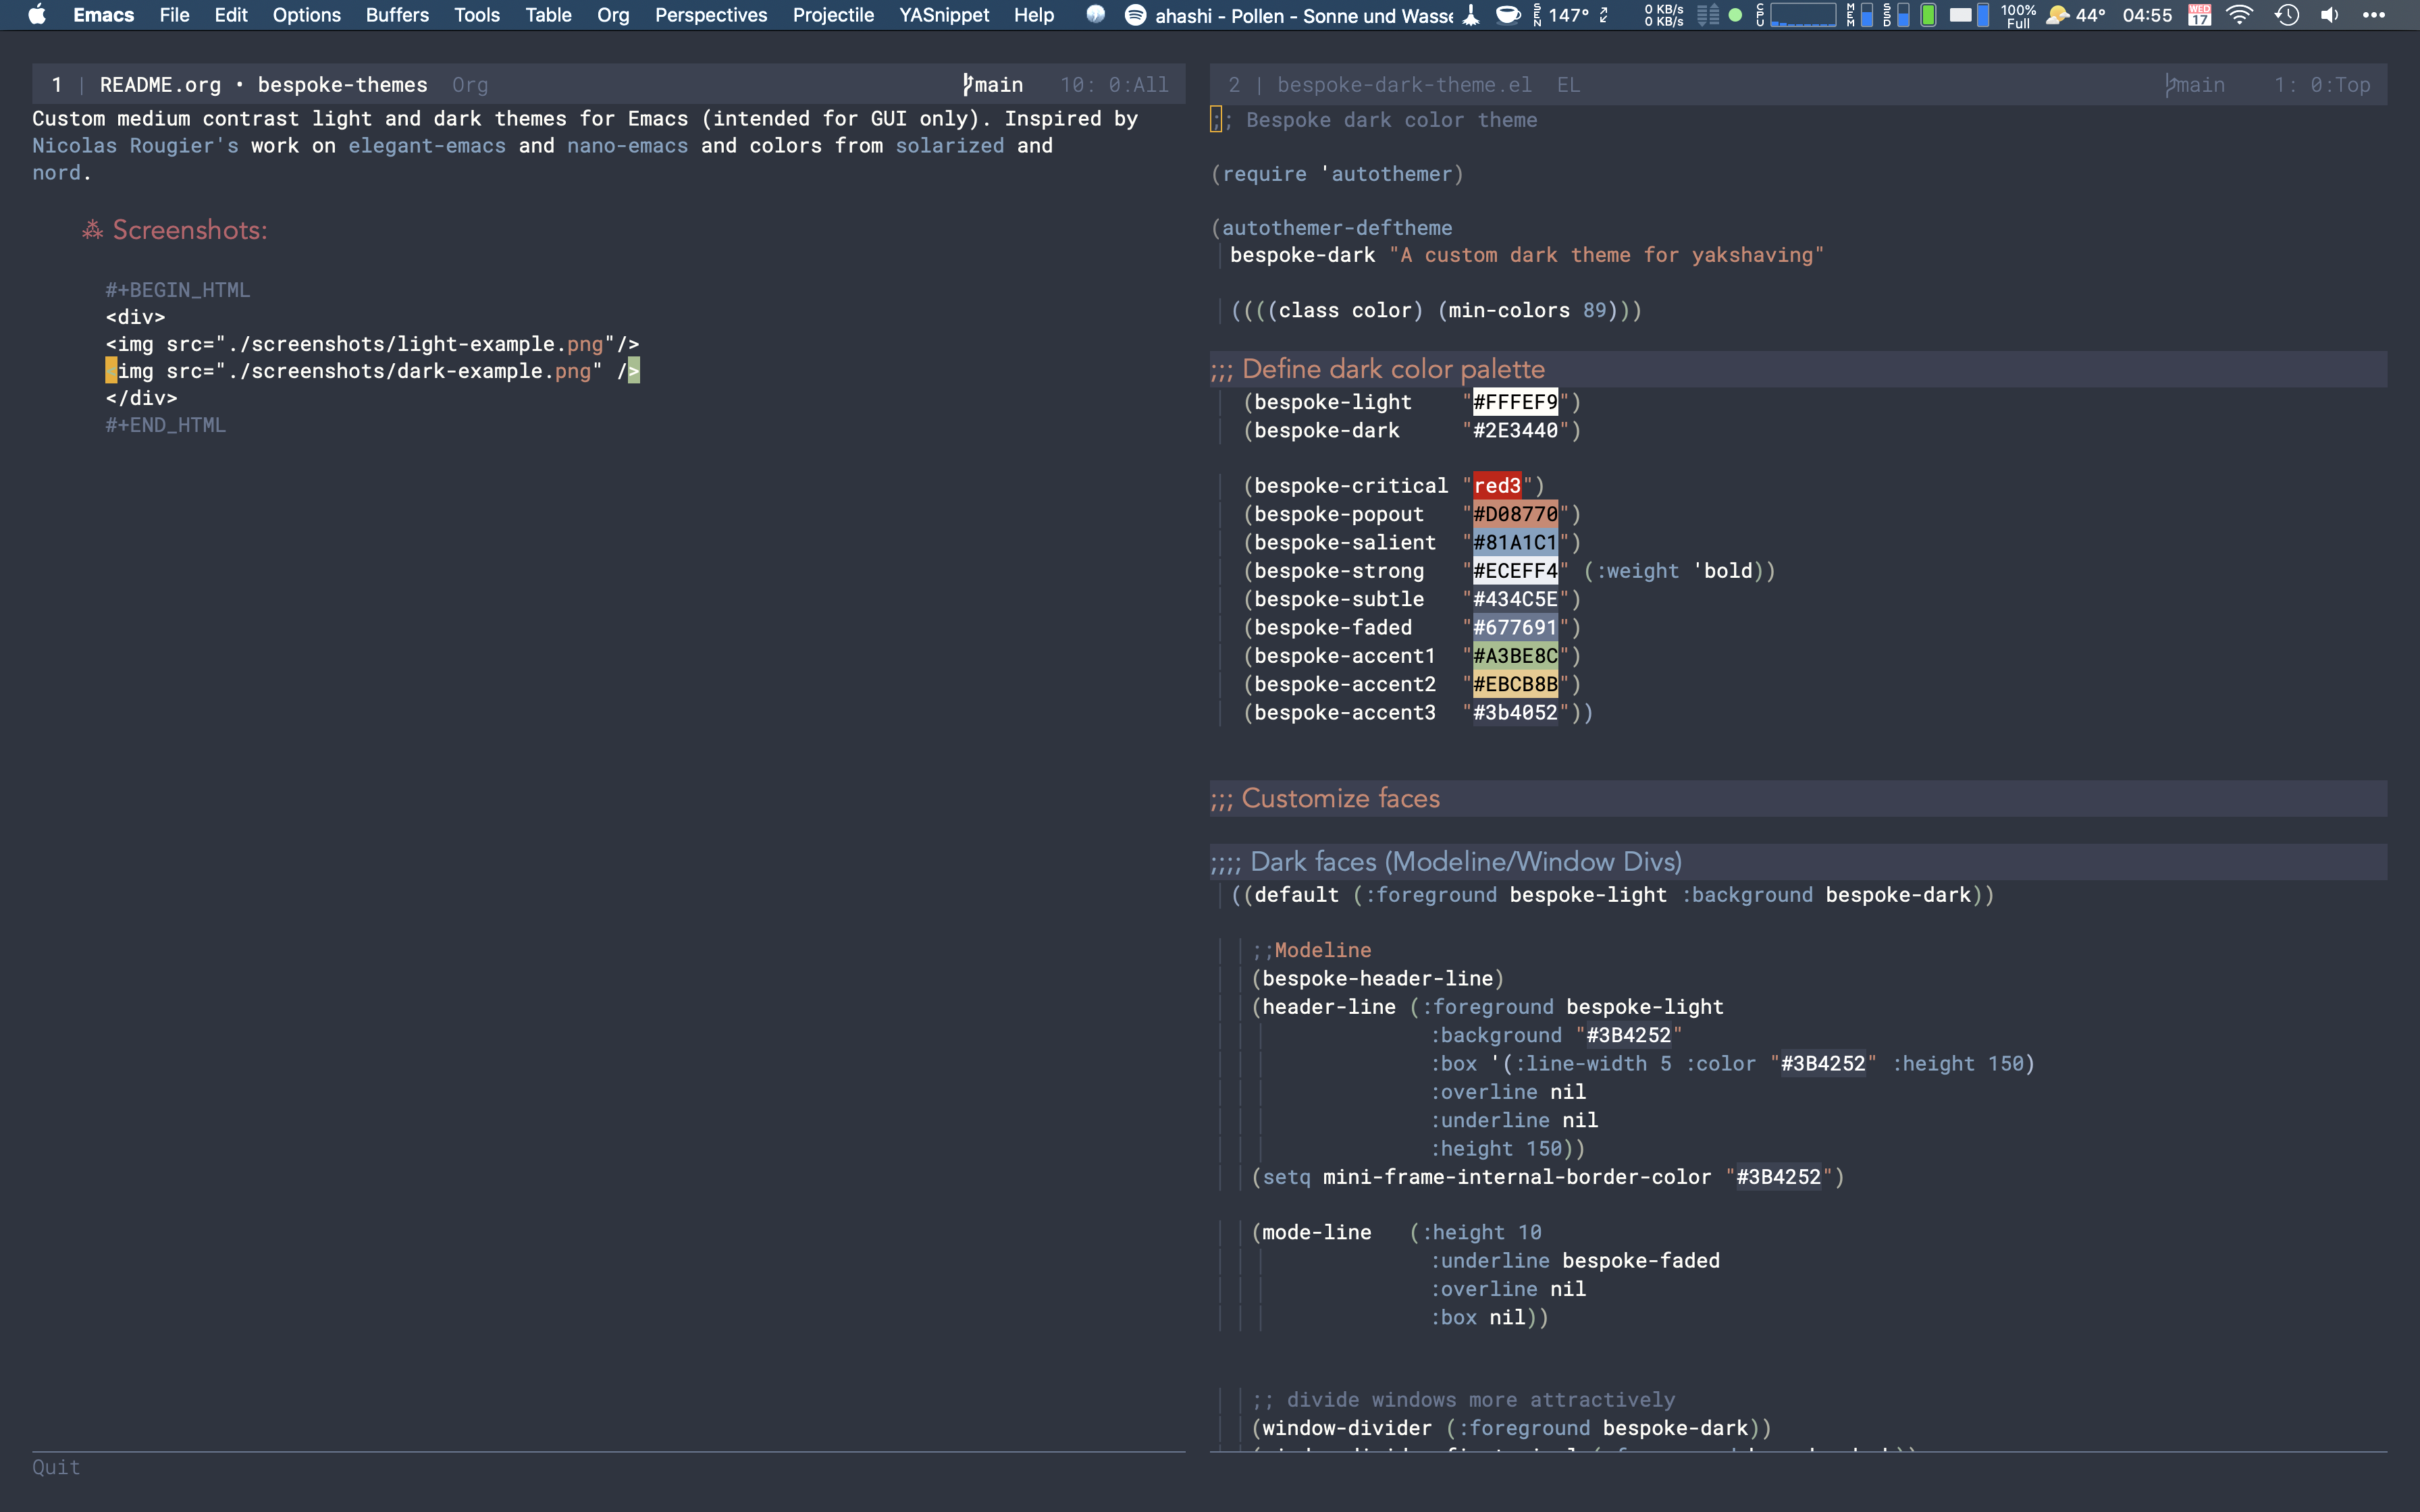 Emacs File Edit Options Buffers Tools Table Org Perspectives Projectile YASnippet Help ahashi - Pollen - Sonne und Wasse SEN 147° 0 KB/s 0 KB/s CPU MEM SSD 100% Full 44° 04:55 WED 17
1 | README.org • bespoke-themes Org main 10: 0:All
Custom medium contrast light and dark themes for Emacs (intended for GUI only). Inspired by
Nicolas Rougier's work on elegant-emacs and nano-emacs and colors from solarized and
nord.
Screenshots:
#+BEGIN_HTML
<div>
<img src="./screenshots/light-example.png"/>
<img src="./screenshots/dark-example.png" />
</div>
#+END_HTML
2 | bespoke-dark-theme.el EL main 1: 0:Top
;; Bespoke dark color theme
(require 'autothemer)
(autothemer-deftheme
bespoke-dark "A custom dark theme for yakshaving"
((((class color) (min-colors 89)))
;;; Define dark color palette
(bespoke-light "#FFFEF9")
(bespoke-dark "#2E3440")
(bespoke-critical "red3")
(bespoke-popout "#D08770")
(bespoke-salient "#81A1C1")
(bespoke-strong "#ECEFF4" (:weight 'bold))
(bespoke-subtle "#434C5E")
(bespoke-faded "#677691")
(bespoke-accent1 "#A3BE8C")
(bespoke-accent2 "#EBCB8B")
(bespoke-accent3 "#3b4052"))
;;; Customize faces
;;;; Dark faces (Modeline/Window Divs)
((default (:foreground bespoke-light :background bespoke-dark))
;;Modeline
(bespoke-header-line)
(header-line (:foreground bespoke-light
:background "#3B4252"
:box '(:line-width 5 :color "#3B4252" :height 150)
:overline nil
:underline nil
:height 150))
(setq mini-frame-internal-border-color "#3B4252")
(mode-line (:height 10
:underline bespoke-faded
:overline nil
:box nil))
;; divide windows more attractively
(window-divider (:foreground bespoke-dark))
Quit